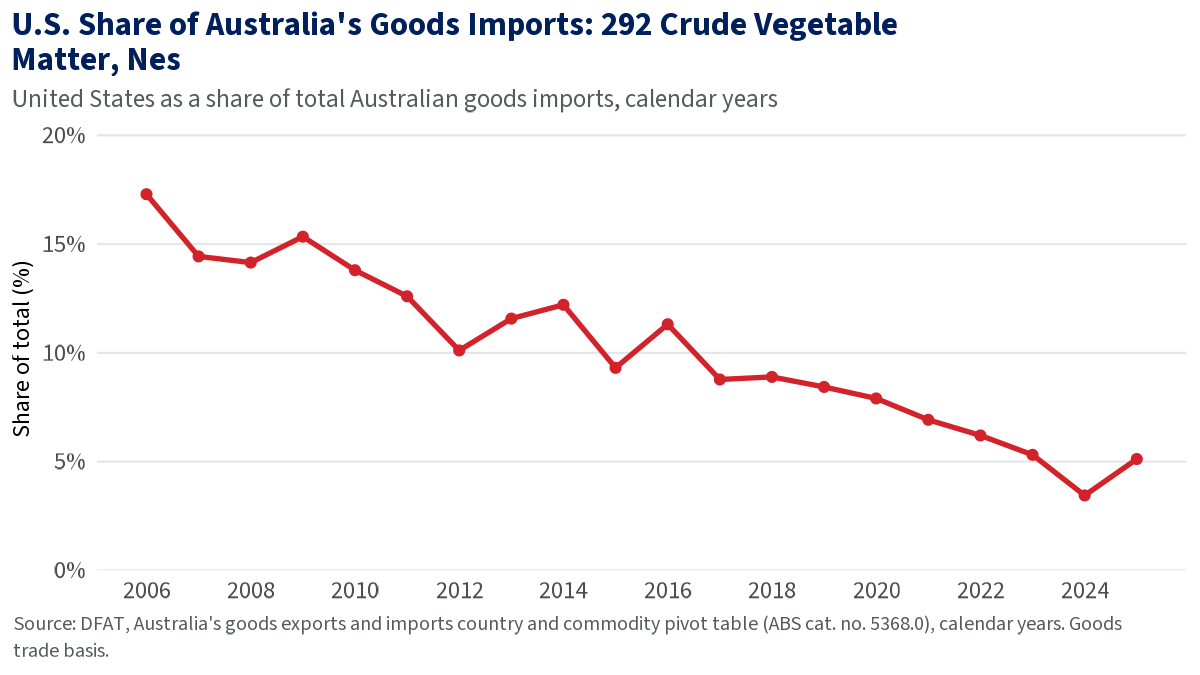 U.S. Share of Australia's Goods Imports: 292 Crude Vegetable
Matter, Nes
United States as a share of total Australian goods imports, calendar years
20%
15%
10%
5%
0%
Share of total (%)
2006 2008 2010 2012 2014 2016 2018 2020 2022 2024
Source: DFAT, Australia's goods exports and imports country and commodity pivot table (ABS cat. no. 5368.0), calendar years. Goods
trade basis.